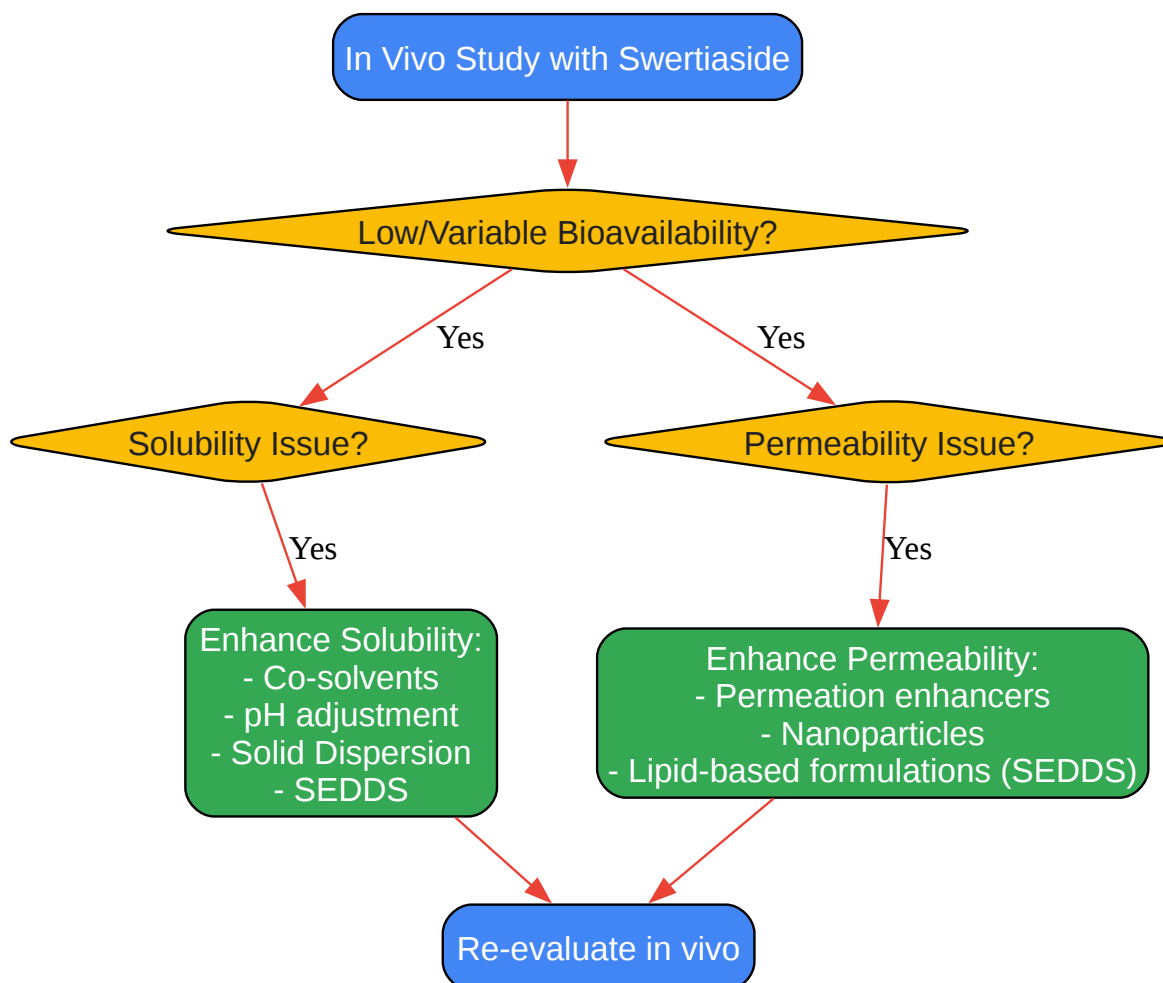 In Vivo Study with Swertiaside
Low/Variable Bioavailability?
Yes
Yes
Solubility Issue?
Permeability Issue?
Yes
Yes
Enhance Solubility:
- Co-solvents
- pH adjustment
- Solid Dispersion
- SEDDS
Enhance Permeability:
- Permeation enhancers
- Nanoparticles
- Lipid-based formulations (SEDDS)
Re-evaluate in vivo